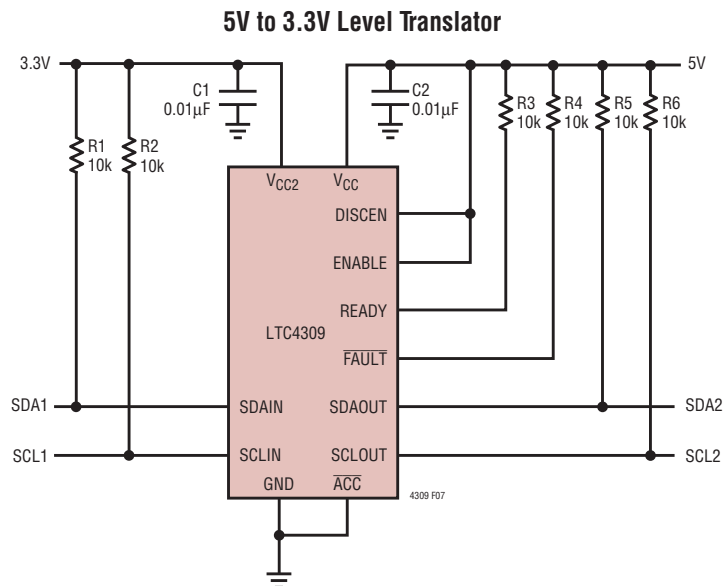 5V to 3.3V Level Translator
3.3V
5V
C1
0.01µF
C2
0.01µF
R3
10k
R4
10k
R5
10k
R6
10k
R1
10k
R2
10k
VCC2
VCC
DISCEN
ENABLE
READY
LTC4309
FAULT
SDA1
SDAIN
SDAOUT
SDA2
SCL1
SCLIN
SCLOUT
SCL2
GND
ACC
4309 F07